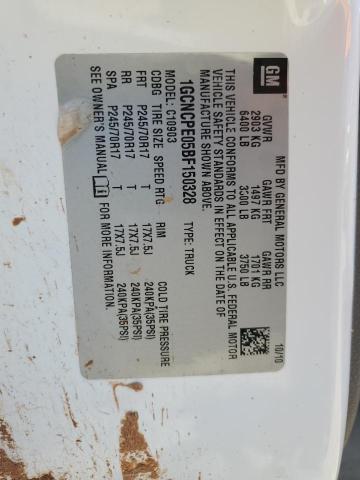 GM
MFD BY GENERAL MOTORS LLC 10/10
GVWR GAWR FRT GAWR RR
2903 KG 1497 KG 1701 KG
6400 LB 3300 LB 3750 LB
THIS VEHICLE CONFORMS TO ALL APPLICABLE U.S. FEDERAL MOTOR
VEHICLE SAFETY STANDARDS IN EFFECT ON THE DATE OF
MANUFACTURE SHOWN ABOVE.
1GCNCPE05BF150328 TYPE: TRUCK
C10903
CDBG TIRE SIZE SPEED RTG RIM COLD TIRE PRESSURE
FRT P245/70R17 T 17X7.5J 240KPA(35PSI)
RR P245/70R17 T 17X7.5J 240KPA(35PSI)
SPA P245/70R17 T 17X7.5J 240KPA(35PSI)
SEE OWNER'S MANUAL FOR MORE INFORMATION